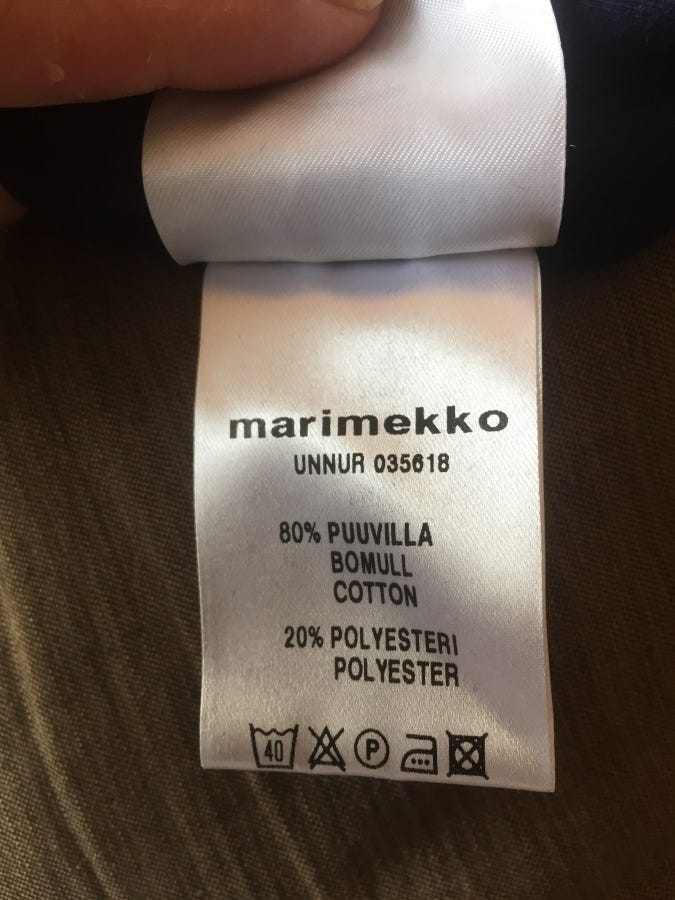 marimekko
UNNUR 035618
80% PUUVILLA
BOMULL
COTTON
20% POLYESTERI
POLYESTER
40 P